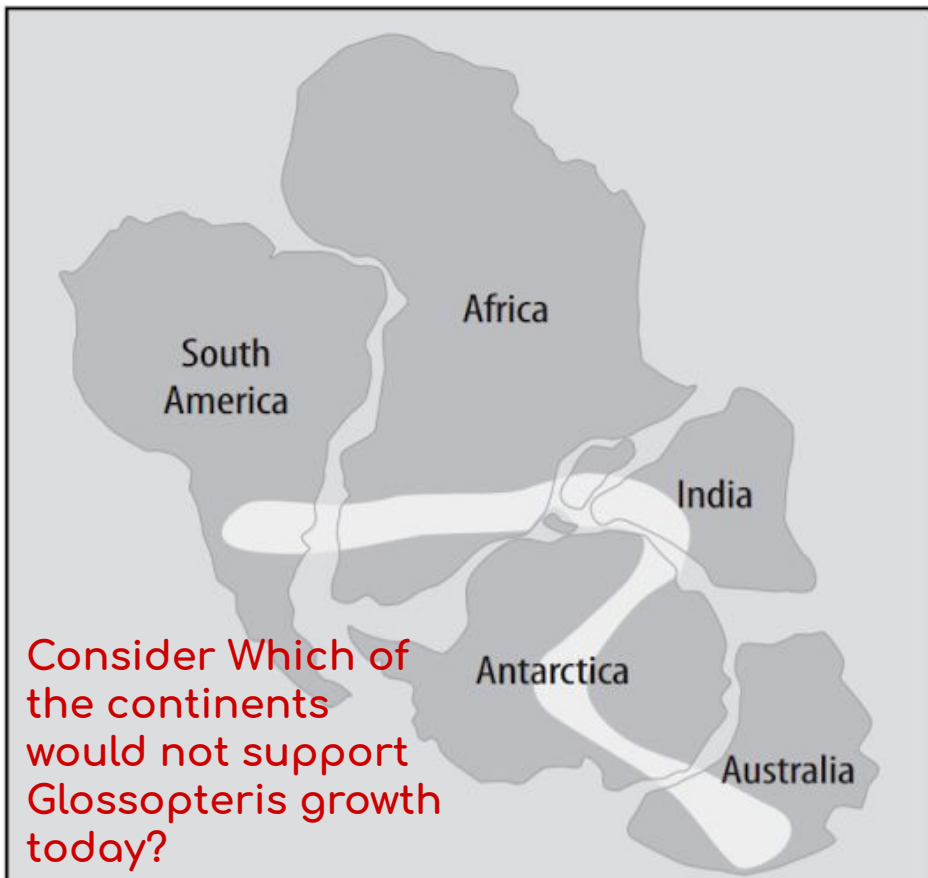 Africa
South
America
India
Antarctica
Australia
Consider Which of
the continents
would not support
Glossopteris growth
today?